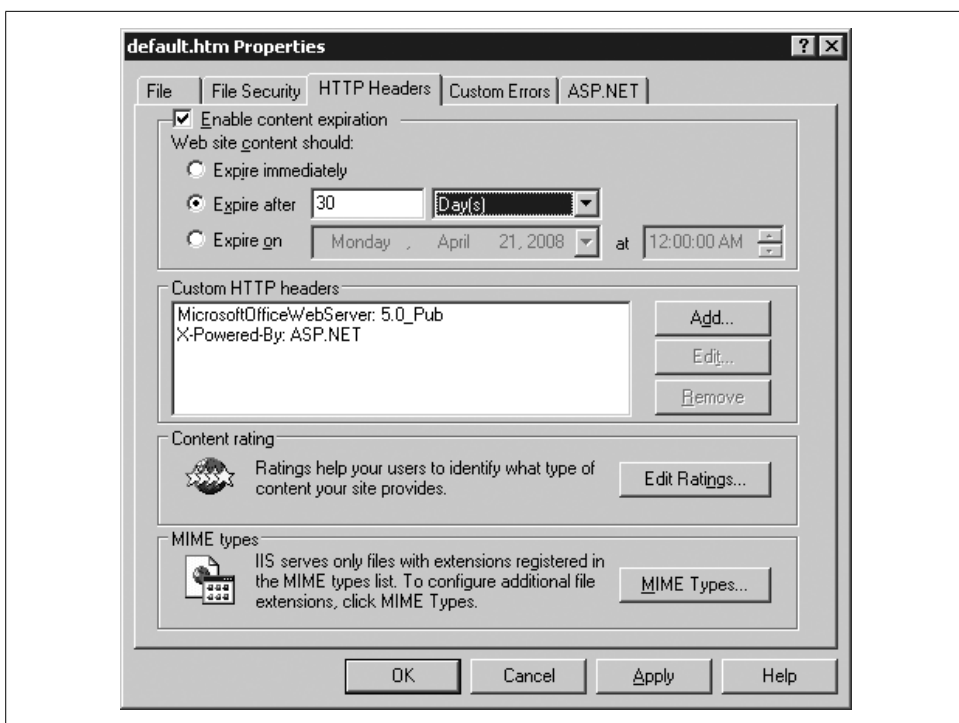 default.htm Properties
File File Security HTTP Headers Custom Errors ASP.NET
Enable content expiration
Web site content should:
Expire immediately
Expire after 30 Day(s)
Expire on Monday , April 21, 2008 at 12:00:00 AM
Custom HTTP headers
MicrosoftOfficeWebServer: 5.0_Pub
X-Powered-By: ASP.NET
Add...
Edit...
Remove
Content rating
Ratings help your users to identify what type of
content your site provides.
Edit Ratings...
MIME types
IIS serves only files with extensions registered in
the MIME types list. To configure additional file
extensions, click MIME Types.
MIME Types...
OK Cancel Apply Help